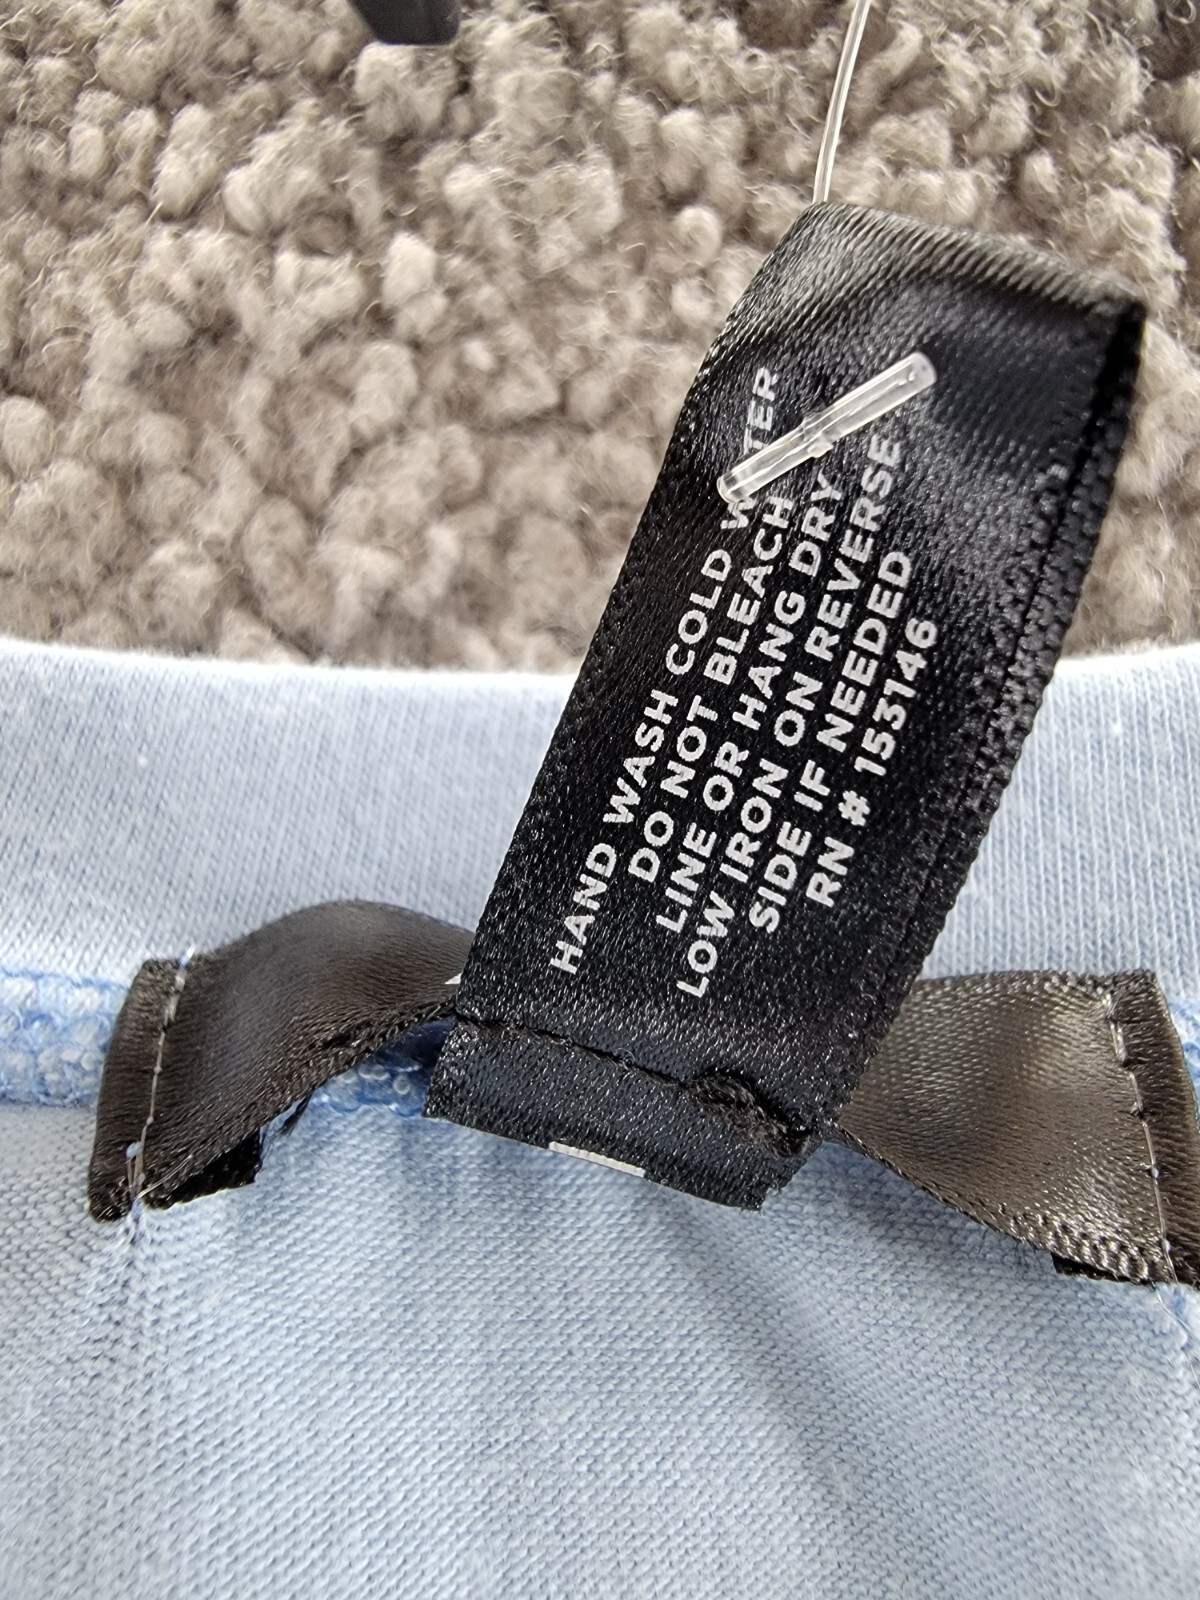 HAND WASH COLD W TER
DO NOT BLEACH
LINE OR HANG DRY
LOW IRON ON REVERSE
SIDE IF NEEDED
RN # 153146